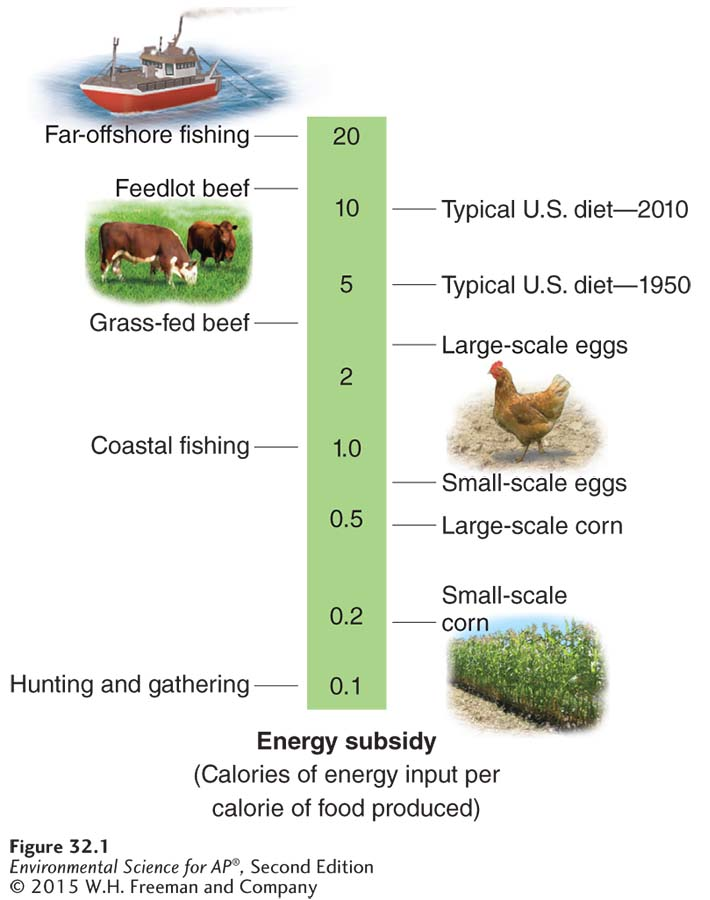 Far-offshore fishing
20
Feedlot beef
10
Typical U.S. diet—2010
5
Typical U.S. diet—1950
Grass-fed beef
Large-scale eggs
2
Coastal fishing
1.0
Small-scale eggs
0.5
Large-scale corn
Small-scale
corn
0.2
Hunting and gathering
0.1
Energy subsidy
(Calories of energy input per
calorie of food produced)
Figure 32.1
Environmental Science for AP®, Second Edition
© 2015 W.H. Freeman and Company